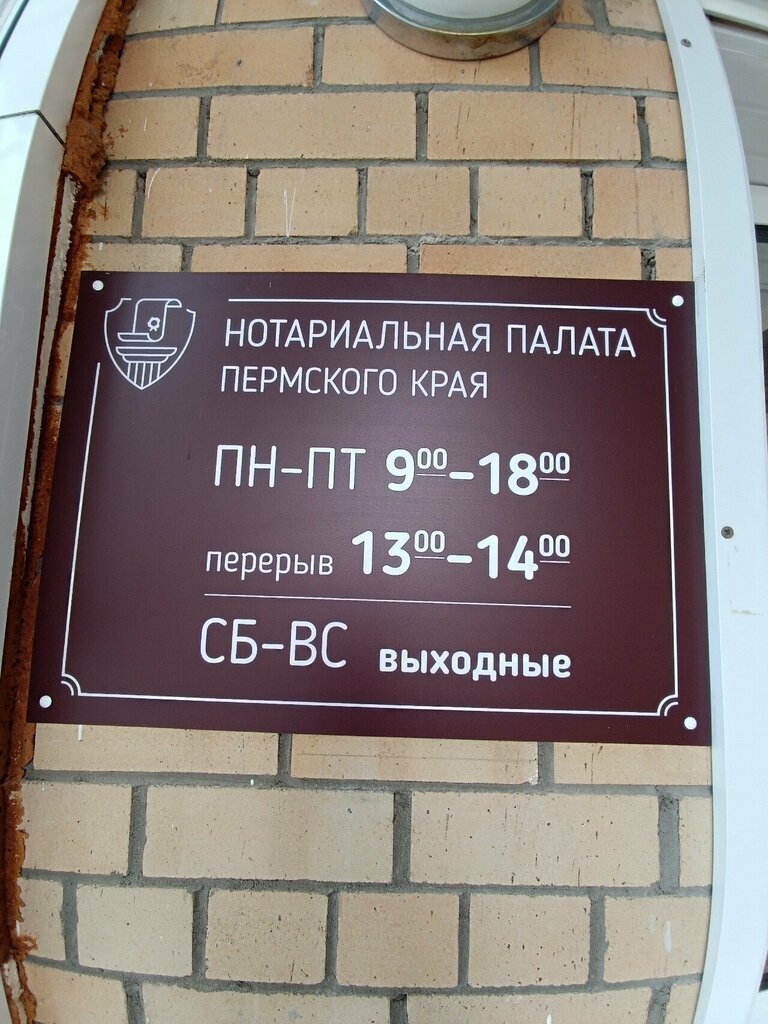 НОТАРИАЛЬНАЯ ПАЛАТА
ПЕРМСКОГО КРАЯ
ПН-ПТ 9⁰⁰-18⁰⁰
перерыв 13⁰⁰-14⁰⁰
СБ-ВС выходные